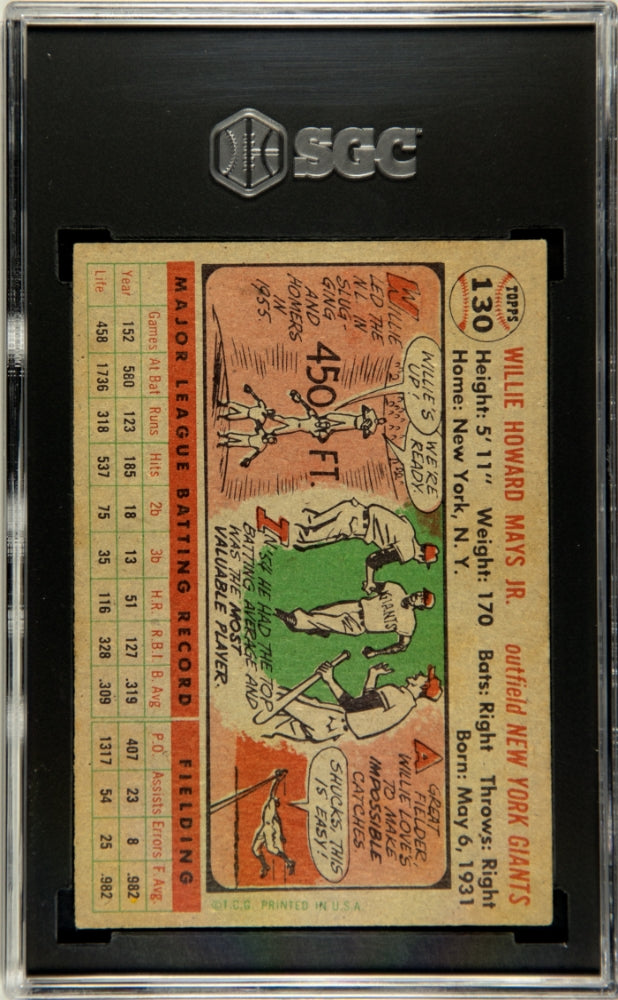 SGC
TOPPS
130
WILLIE HOWARD MAYS JR. outfield NEW YORK GIANTS
Height: 5' 11" Weight: 170 Bats: Right Throws: Right
Home: New York, N. Y. Born: May 6, 1931
WILLIE
LED THE
NL IN
SLUG-
GING
AND
HOMERS
IN
1955.
WILLIE'S
UP!
WE'RE
READY.
450 FT.
IN '54 HE HAD THE TOP
BATTING AVERAGE AND
WAS THE MOST
VALUABLE PLAYER.
GIANTS
A GREAT
FIELDER,
WILLIE LOVES
TO MAKE
IMPOSSIBLE
CATCHES
SHUCKS, THIS
IS EASY!
©T.C.G. PRINTED IN U.S.A.
MAJOR LEAGUE BATTING RECORD FIELDING
Year Games At Bat Runs Hits 2b 3b H.R. R.B.I. B. Avg. P.O. Assists Errors F. Avg.
152 580 123 185 18 13 51 127 .319 407 23 8 .982
Life 458 1736 318 537 75 35 116 328 .309 1317 54 25 .982